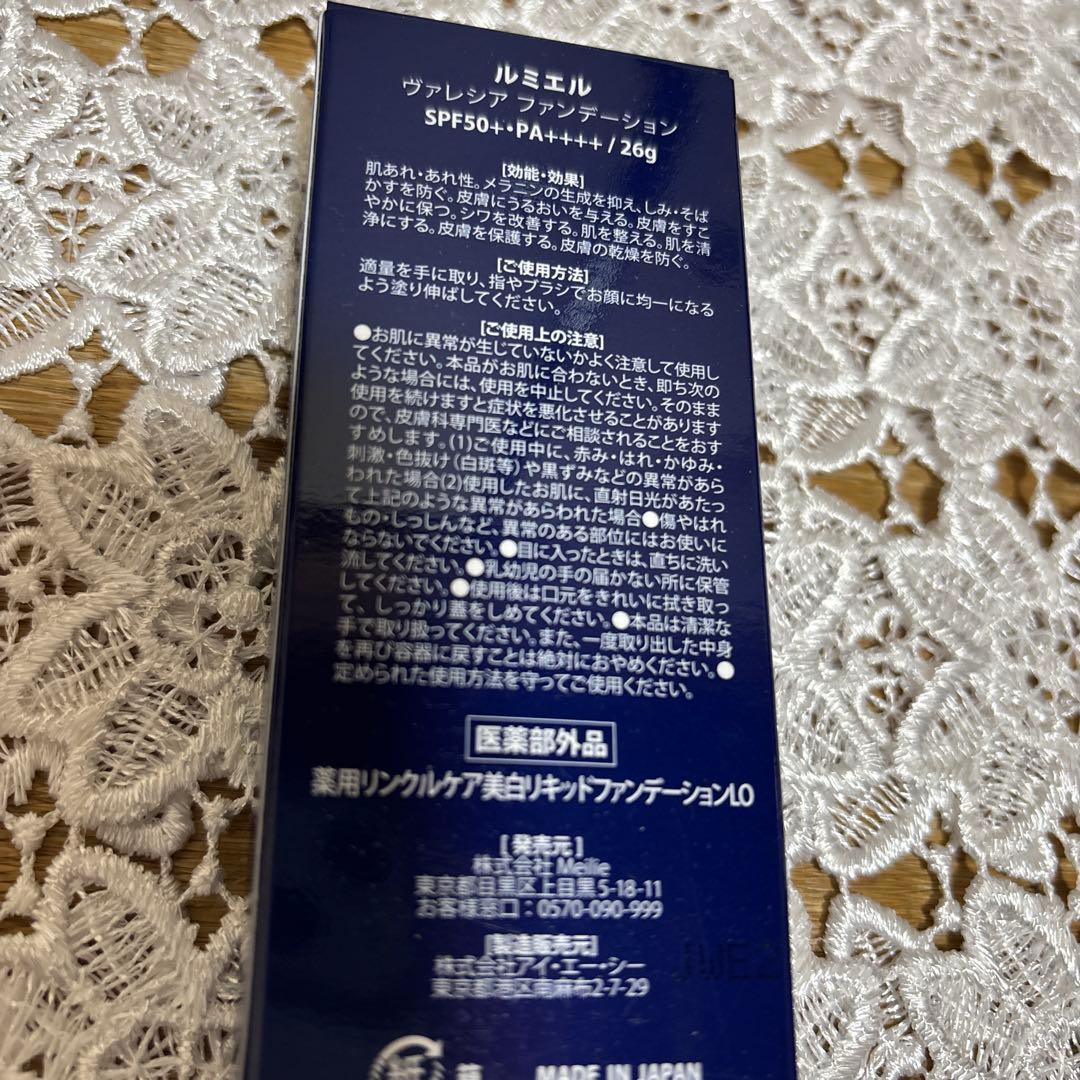 ルミエル
ヴァレシア ファンデーション
SPF50+・PA++++ / 26g
[効能・効果]
肌あれ・あれ性。メラニンの生成を抑え、しみ・そば
かすを防ぐ。皮膚にうるおいを与える。皮膚をすこ
やかに保つ。シワを改善する。肌を整える。肌を清
浄にする。皮膚を保護する。皮膚の乾燥を防ぐ。
[ご使用方法]
適量を手に取り、指やブラシでお顔に均一になる
よう塗り伸ばしてください。
[ご使用上の注意]
●お肌に異常が生じていないかよく注意して使用し
てください。本品がお肌に合わないとき、即ち次の
ような場合には、使用を中止してください。そのまま
使用を続けますと症状を悪化させることがあります
ので、皮膚科専門医などにご相談されることをおす
すめします。(1)ご使用中に、赤み・はれ・かゆみ・
刺激・色抜け（白斑等）や黒ずみなどの異常があら
われた場合(2)使用したお肌に、直射日光があたっ
て上記のような異常があらわれた場合●傷やはれ
もの・しっしんなど、異常のある部位にはお使いに
ならないでください。●目に入ったときは、直ちに洗い
流してください。●乳幼児の手の届かない所に保管
してください。●使用後は口元をきれいに拭き取っ
て、しっかり蓋をしめてください。●本品は清潔な
手で取り扱ってください。また、一度取り出した中身
を再び容器に戻すことは絶対におやめください。●
定められた使用方法を守ってご使用ください。
医薬部外品
薬用リンクルケア美白リキッドファンデーションLO
[発売元]
株式会社 Meilie
東京都目黒区上目黒5-18-11
お客様窓口：0570-090-999
[製造販売元]
株式会社アイ・エー・シー
東京都港区南麻布2-7-29
紙 箱
MADE IN JAPAN